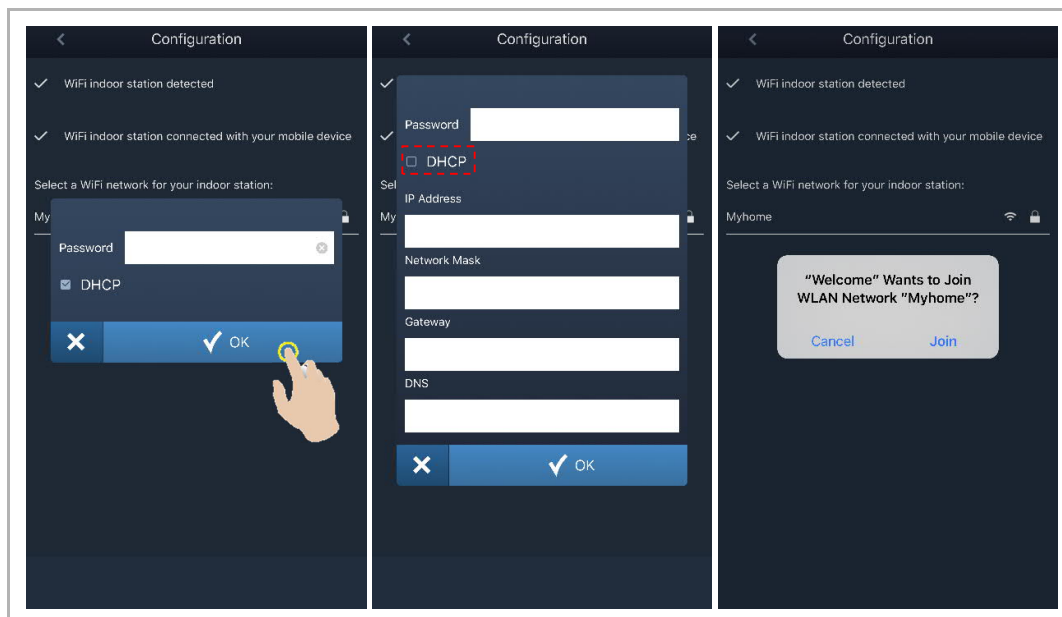 Configuration
WiFi indoor station detected
WiFi indoor station connected with your mobile device
Select a WiFi network for your indoor station:
My
Password
DHCP
OK
Configuration
Password
DHCP
Sel
IP Address
My
Network Mask
Gateway
DNS
OK
Configuration
WiFi indoor station detected
WiFi indoor station connected with your mobile device
Select a WiFi network for your indoor station:
Myhome
"Welcome" Wants to Join
WLAN Network "Myhome"?
Cancel Join